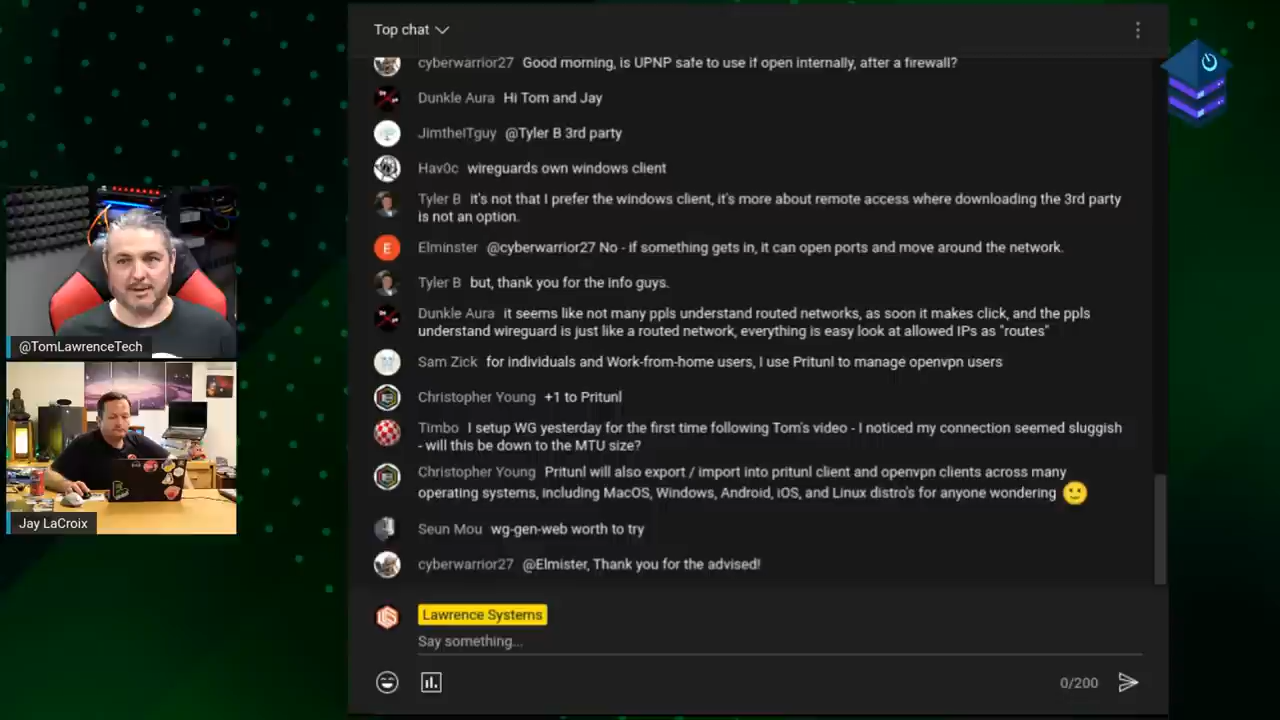 Top chat
cyberwarrior27 Good morning, is UPNP safe to use if open internally, after a firewall?
Dunkle Aura Hi Tom and Jay
JimtheITguy @Tyler B 3rd party
Hav0c wireguards own windows client
Tyler B it's not that I prefer the windows client, it's more about remote access where downloading the 3rd party
is not an option.
E
Elminster @cyberwarrior27 No - if something gets in, it can open ports and move around the network.
Tyler B but, thank you for the info guys.
Dunkle Aura it seems like not many ppls understand routed networks, as soon it makes click, and the ppls
understand wireguard is just like a routed network, everything is easy look at allowed IPs as "routes"
Sam Zick for individuals and Work-from-home users, I use Pritunl to manage openvpn users
Christopher Young +1 to Pritunl
Timbo I setup WG yesterday for the first time following Tom's video - I noticed my connection seemed sluggish
- will this be down to the MTU size?
Christopher Young Pritunl will also export / import into pritunl client and openvpn clients across many
operating systems, including MacOS, Windows, Android, iOS, and Linux distro's for anyone wondering 🙂
Seun Mou wg-gen-web worth to try
cyberwarrior27 @Elmister, Thank you for the advised!
Lawrence Systems
Say something...
0/200
@TomLawrenceTech
Jay LaCroix